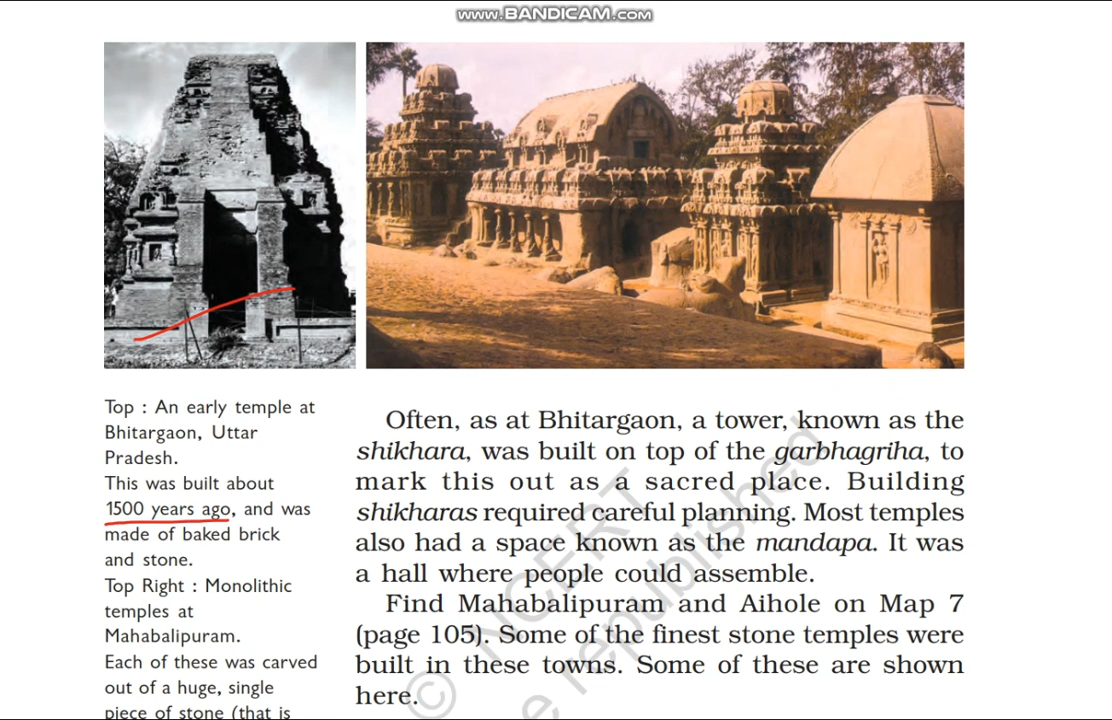 www.BANDICAM.com
Top : An early temple at
Bhitargaon, Uttar
Pradesh.
This was built about
1500 years ago, and was
made of baked brick
and stone.
Top Right : Monolithic
temples at
Mahabalipuram.
Each of these was carved
out of a huge, single
piece of stone (that is
Often, as at Bhitargaon, a tower, known as the
shikhara, was built on top of the garbhagriha, to
mark this out as a sacred place. Building
shikharas required careful planning. Most temples
also had a space known as the mandapa. It was
a hall where people could assemble.
Find Mahabalipuram and Aihole on Map 7
(page 105). Some of the finest stone temples were
built in these towns. Some of these are shown
here.
© NCERT
be republished